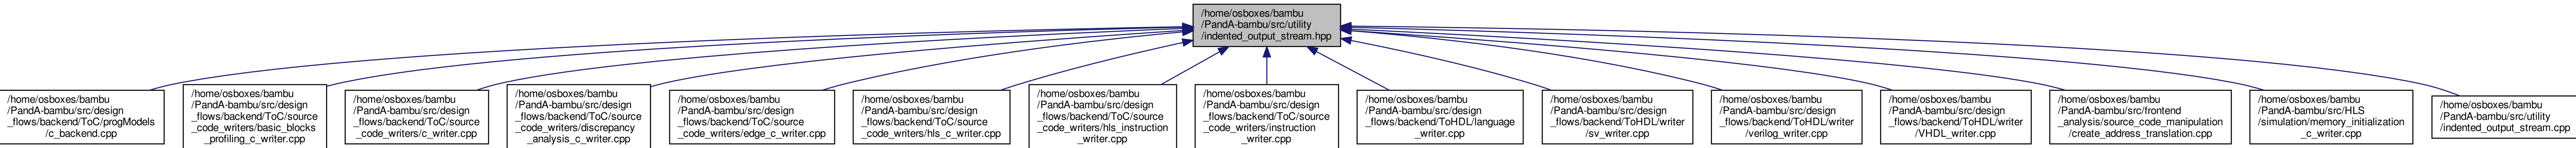 /home/osboxes/bambu
/PandA-bambu/src/utility
/indented_output_stream.hpp
/home/osboxes/bambu
/PandA-bambu/src/design
_flows/backend/ToC/progModels
/c_backend.cpp
/home/osboxes/bambu
/PandA-bambu/src/design
_flows/backend/ToC/source
_code_writers/basic_blocks
_profiling_c_writer.cpp
/home/osboxes/bambu
/PandA-bambu/src/design
_flows/backend/ToC/source
_code_writers/c_writer.cpp
/home/osboxes/bambu
/PandA-bambu/src/design
_flows/backend/ToC/source
_code_writers/discrepancy
_analysis_c_writer.cpp
/home/osboxes/bambu
/PandA-bambu/src/design
_flows/backend/ToC/source
_code_writers/edge_c_writer.cpp
/home/osboxes/bambu
/PandA-bambu/src/design
_flows/backend/ToC/source
_code_writers/hls_c_writer.cpp
/home/osboxes/bambu
/PandA-bambu/src/design
_flows/backend/ToC/source
_code_writers/hls_instruction
_writer.cpp
/home/osboxes/bambu
/PandA-bambu/src/design
_flows/backend/ToC/source
_code_writers/instruction
_writer.cpp
/home/osboxes/bambu
/PandA-bambu/src/design
_flows/backend/ToHDL/language
_writer.cpp
/home/osboxes/bambu
/PandA-bambu/src/design
_flows/backend/ToHDL/writer
/sv_writer.cpp
/home/osboxes/bambu
/PandA-bambu/src/design
_flows/backend/ToHDL/writer
/verilog_writer.cpp
/home/osboxes/bambu
/PandA-bambu/src/design
_flows/backend/ToHDL/writer
/VHDL_writer.cpp
/home/osboxes/bambu
/PandA-bambu/src/frontend
_analysis/source_code_manipulation
/create_address_translation.cpp
/home/osboxes/bambu
/PandA-bambu/src/HLS
/simulation/memory_initialization
_c_writer.cpp
/home/osboxes/bambu
/PandA-bambu/src/utility
/indented_output_stream.cpp